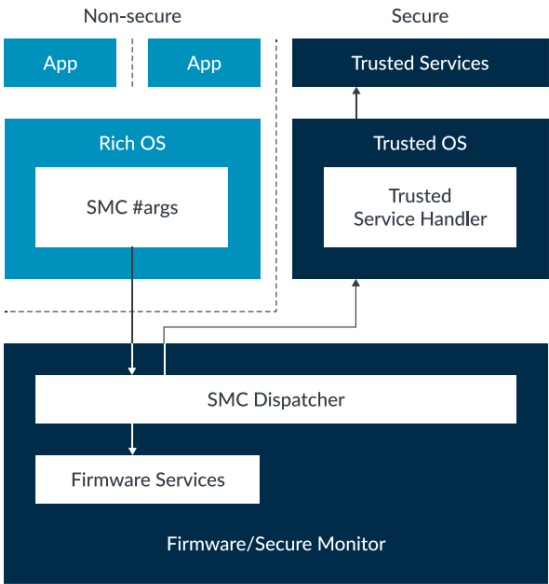 Non-secure
Secure
App
App
Trusted Services
Rich OS
Trusted OS
SMC #args
Trusted
Service Handler
SMC Dispatcher
Firmware Services
Firmware/Secure Monitor